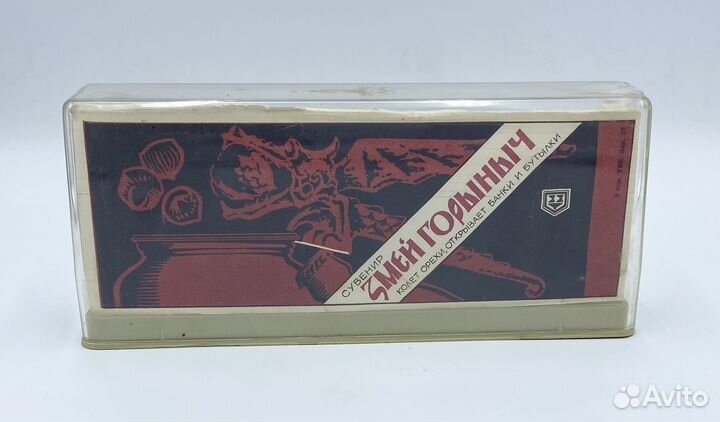 СУВЕНИР
ЗМЕЙ ГОРЫНЫЧ
КОЛЕТ ОРЕХИ, ОТКРЫВАЕТ БАНКИ И БУТЫЛКИ
Avito